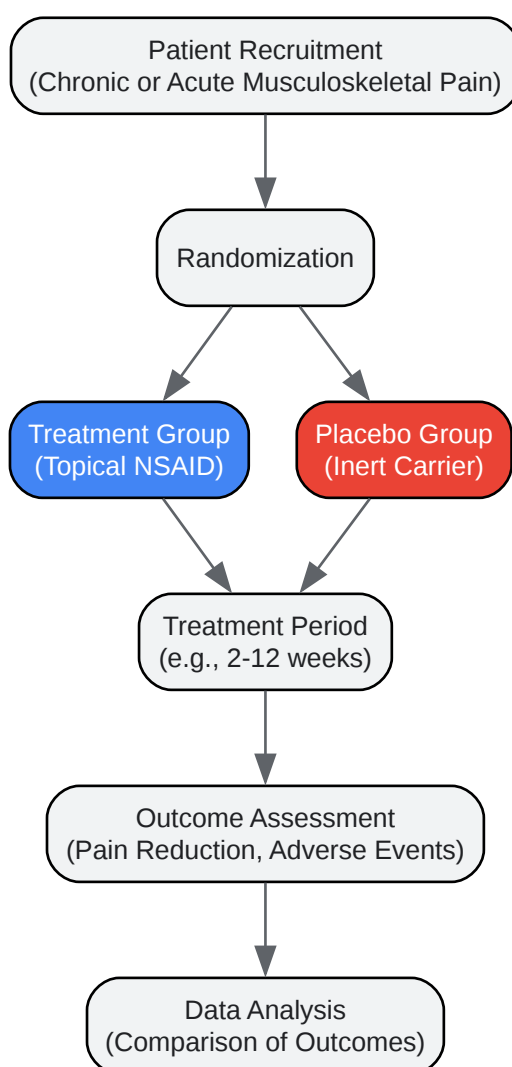 Patient Recruitment
(Chronic or Acute Musculoskeletal Pain)
Randomization
Treatment Group
(Topical NSAID)
Placebo Group
(Inert Carrier)
Treatment Period
(e.g., 2-12 weeks)
Outcome Assessment
(Pain Reduction, Adverse Events)
Data Analysis
(Comparison of Outcomes)